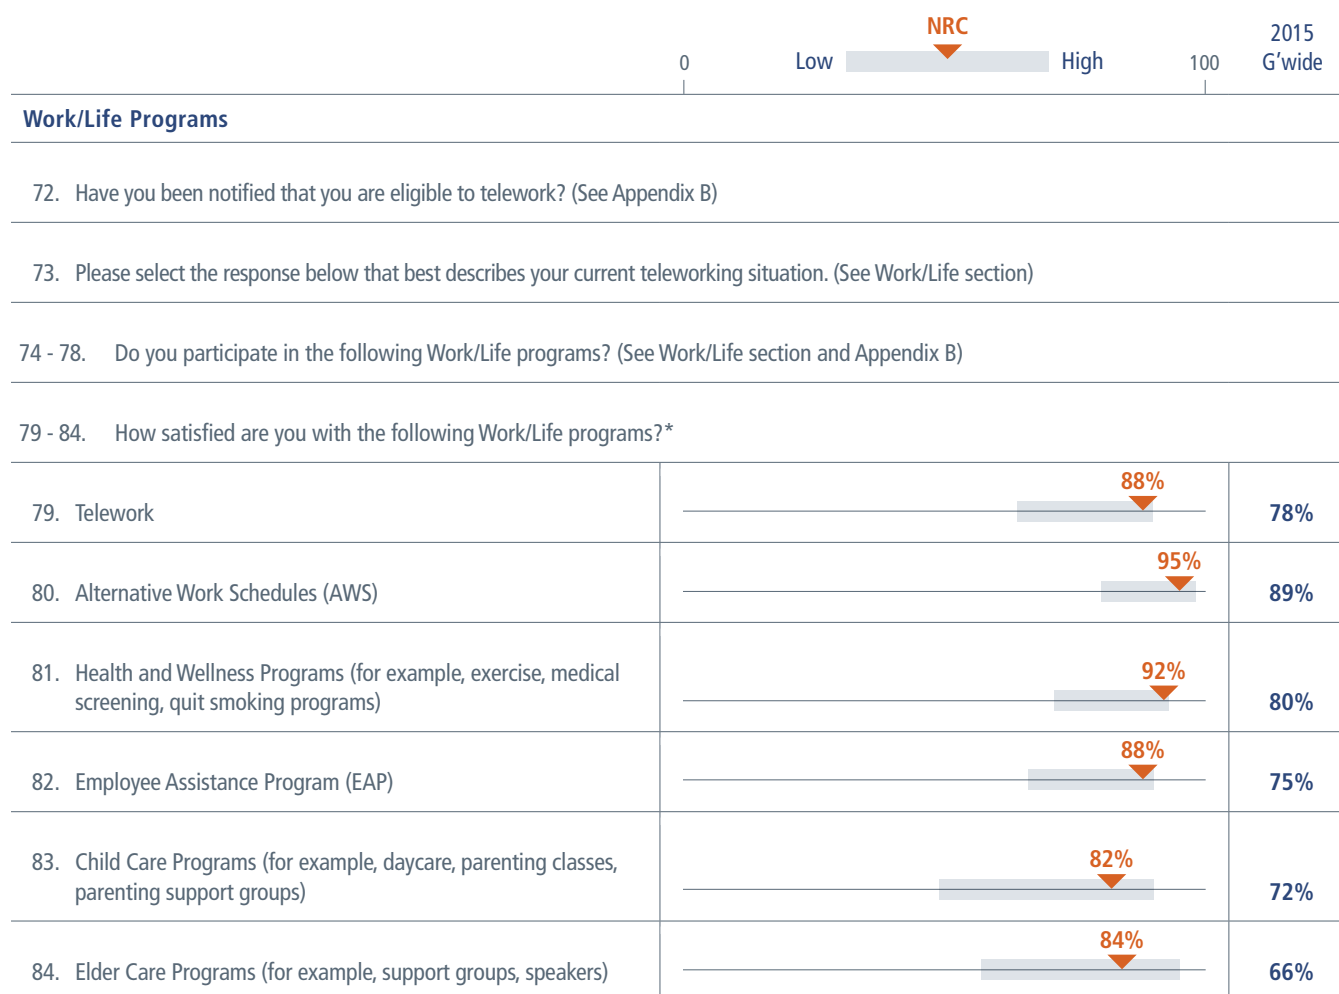 NRC
2015
0 Low High 100 G'wide
Work/Life Programs
72. Have you been notified that you are eligible to telework? (See Appendix B)
73. Please select the response below that best describes your current teleworking situation. (See Work/Life section)
74 - 78. Do you participate in the following Work/Life programs? (See Work/Life section and Appendix B)
79 - 84. How satisfied are you with the following Work/Life programs?*
88%
79. Telework 78%
95%
80. Alternative Work Schedules (AWS) 89%
81. Health and Wellness Programs (for example, exercise, medical 92%
screening, quit smoking programs) 80%
88%
82. Employee Assistance Program (EAP) 75%
83. Child Care Programs (for example, daycare, parenting classes, 82%
parenting support groups) 72%
84%
84. Elder Care Programs (for example, support groups, speakers) 66%